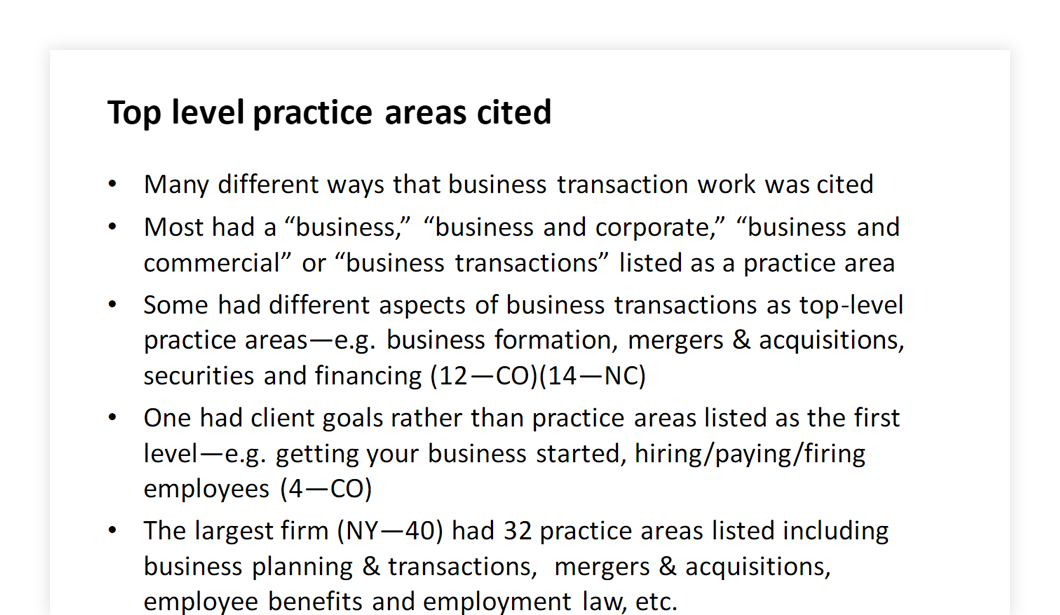 Top level practice areas cited
• Many different ways that business transaction work was cited
• Most had a “business,” “business and corporate,” “business and
commercial” or “business transactions” listed as a practice area
• Some had different aspects of business transactions as top-level
practice areas—e.g. business formation, mergers & acquisitions,
securities and financing (12—CO)(14—NC)
• One had client goals rather than practice areas listed as the first
level—e.g. getting your business started, hiring/paying/firing
employees (4—CO)
• The largest firm (NY—40) had 32 practice areas listed including
business planning & transactions,  mergers & acquisitions,
employee benefits and employment law, etc.